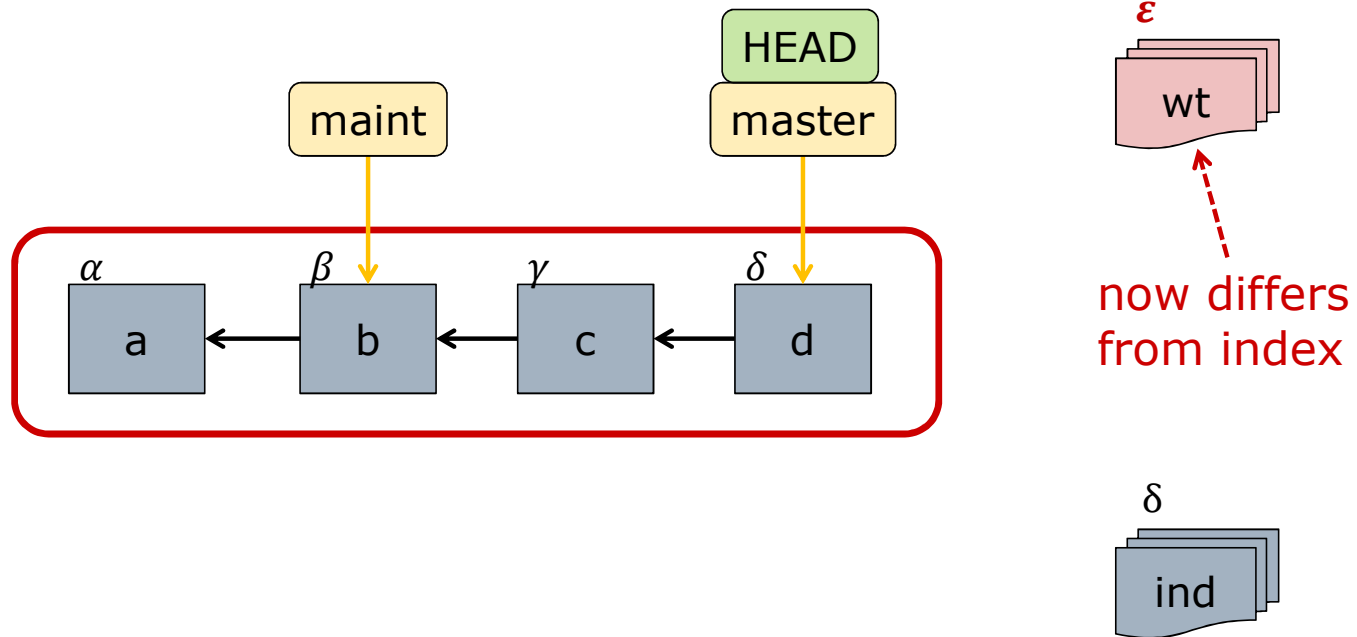 HEAD
maint
master
α
β
γ
δ
a
b
c
d
ε
wt
now differs
from index
δ
ind